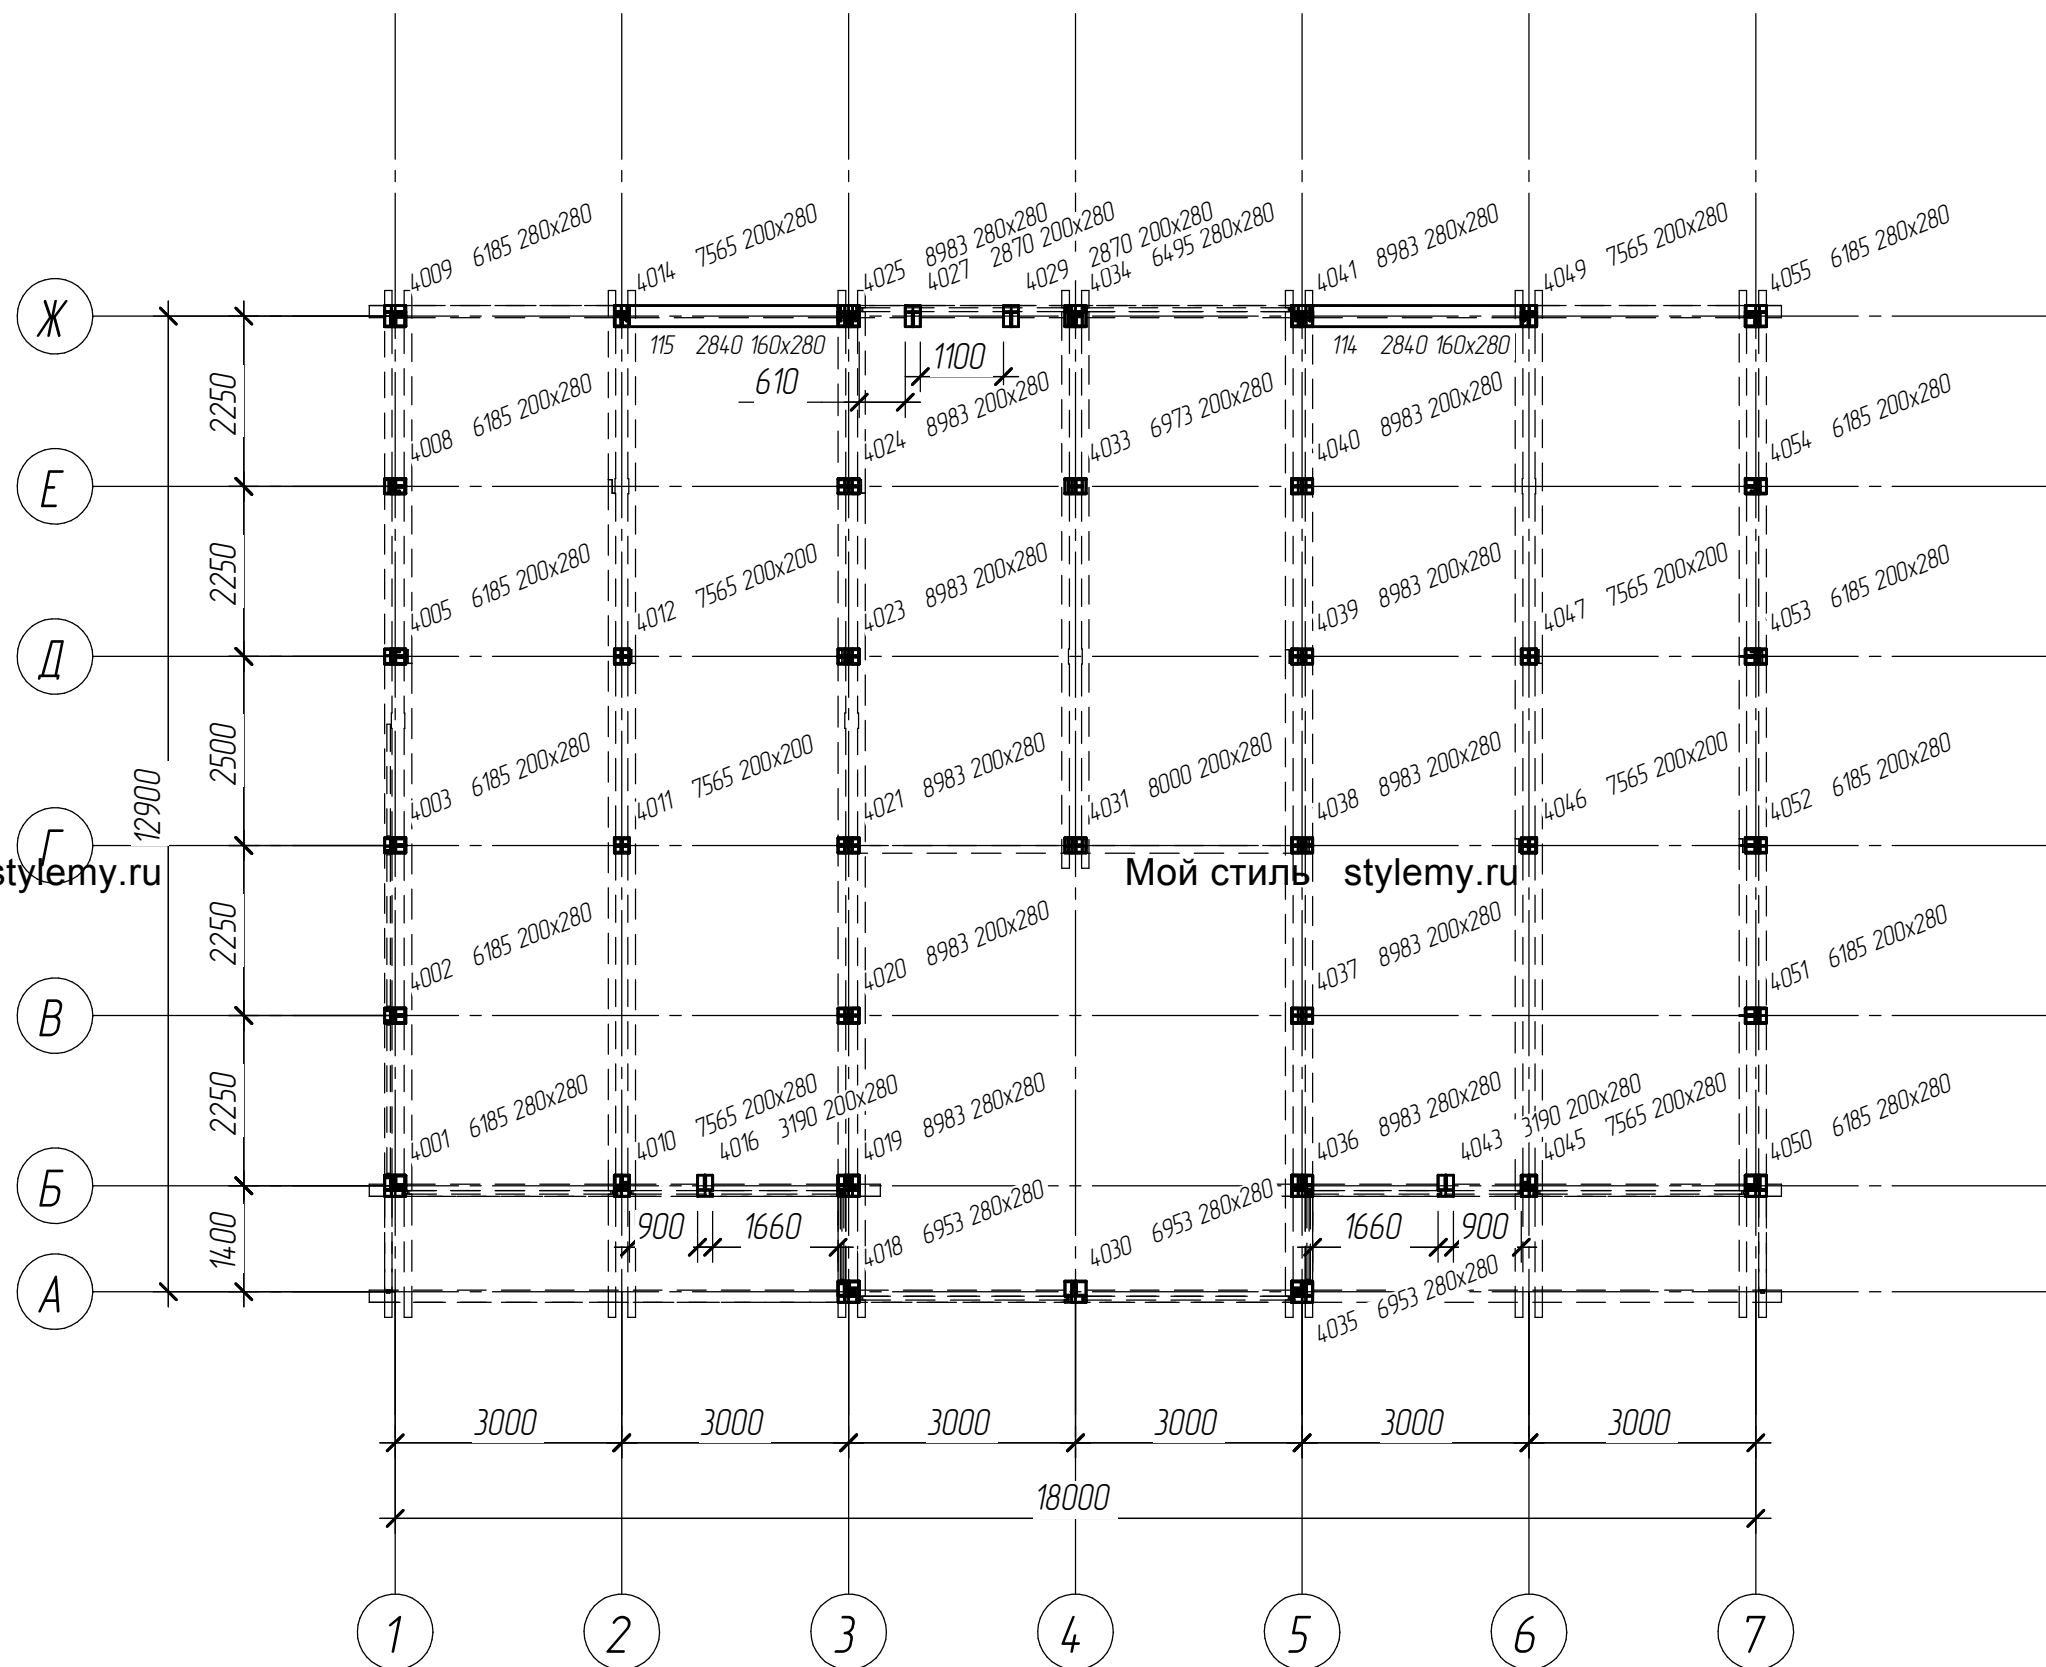 4009 6185 280x280
4014 7565 200x280
4025 8983 280x280
4027 2870 200x280
4029 2870 200x280
4034 6495 280x280
4041 8983 280x280
4049 7565 200x280
4055 6185 280x280
Ж
115 2840 160x280
114 2840 160x280
1100
610
2250
4008 6185 200x280
4024 8983 200x280
4033 6973 200x280
4040 8983 200x280
4054 6185 200x280
Е
2250
4005 6185 200x280
4012 7565 200x200
4023 8983 200x280
4039 8983 200x280
4047 7565 200x200
4053 6185 200x280
Д
2500
12900
4003 6185 200x280
4011 7565 200x200
4021 8983 200x280
4031 8000 200x280
4038 8983 200x280
4046 7565 200x200
4052 6185 200x280
Г
stylemy.ru
Мой стиль stylemy.ru
2250
4002 6185 200x280
4020 8983 200x280
4037 8983 200x280
4051 6185 200x280
В
2250
4001 6185 280x280
4010 7565 200x280
4016 3190 200x280
4019 8983 280x280
4036 8983 280x280
4043 3190 200x280
4045 7565 200x280
4050 6185 280x280
Б
1400
900
1660
4018 6953 280x280
4030 6953 280x280
1660
900
4035 6953 280x280
А
3000
3000
3000
3000
3000
3000
18000
1
2
3
4
5
6
7